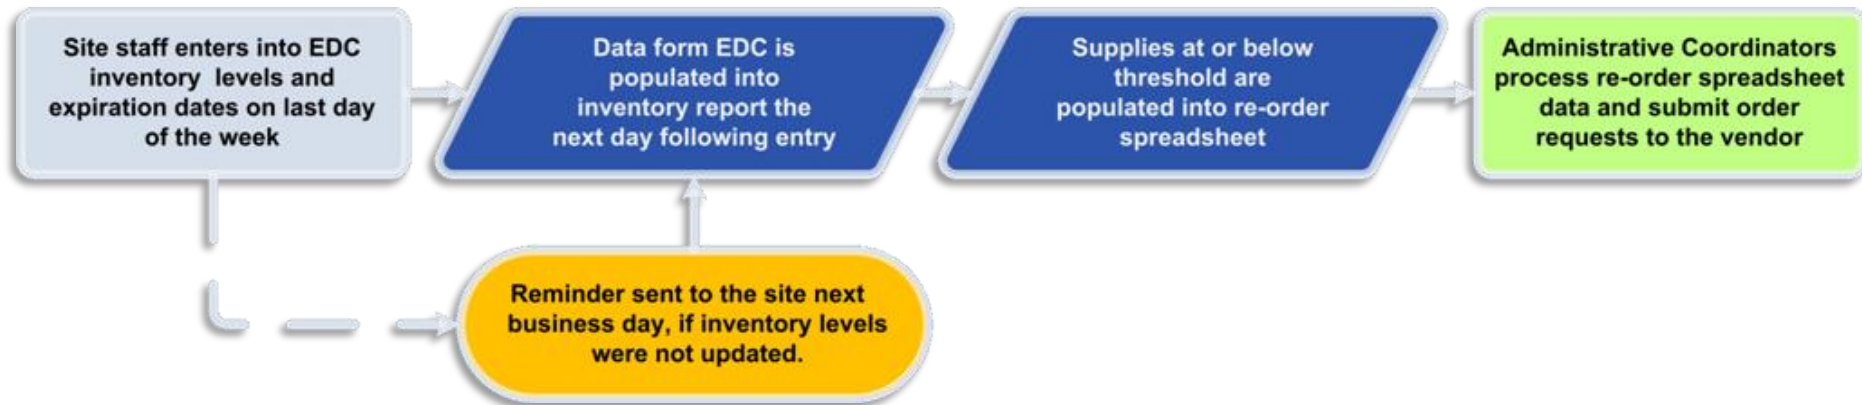 Site staff enters into EDC
inventory levels and
expiration dates on last day
of the week
Data form EDC is
populated into
inventory report the
next day following entry
Supplies at or below
threshold are
populated into re-order
spreadsheet
Administrative Coordinators
process re-order spreadsheet
data and submit order
requests to the vendor
Reminder sent to the site next
business day, if inventory levels
were not updated.